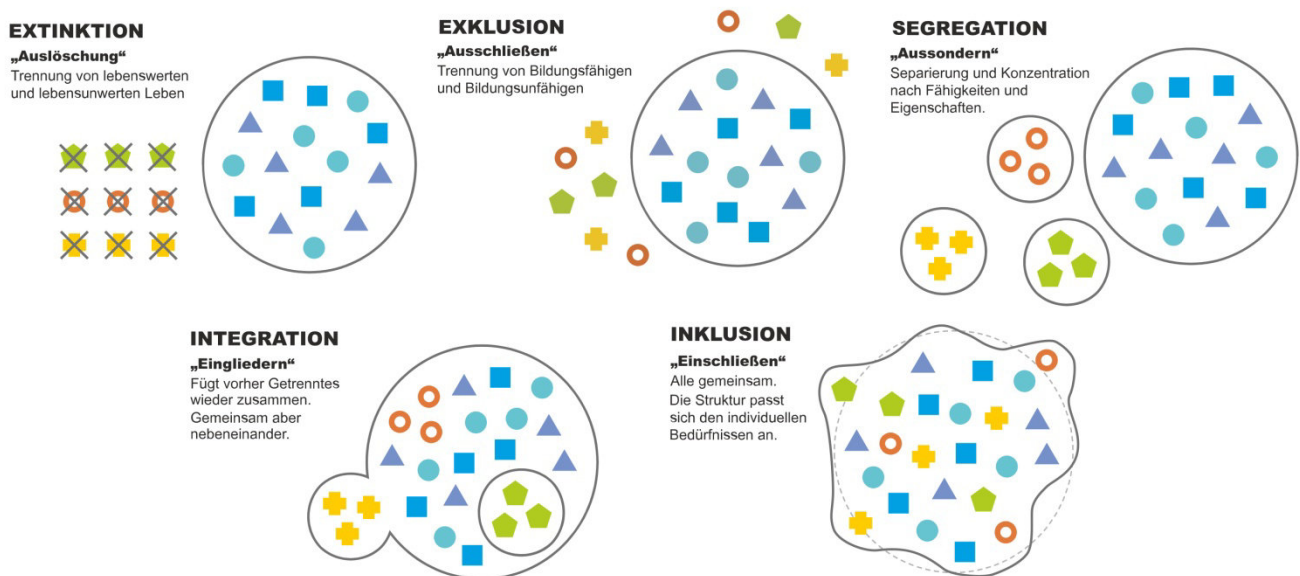 EXTINKTION
„Auslöschung“
Trennung von lebenswerten
und lebensunwerten Leben
EXKLUSION
„Ausschließen“
Trennung von Bildungsfähigen
und Bildungsunfähigen
SEGREGATION
„Aussondern“
Separierung und Konzentration
nach Fähigkeiten und
Eigenschaften.
INTEGRATION
„Eingliedern“
Fügt vorher Getrenntes
wieder zusammen.
Gemeinsam aber
nebeneinander.
INKLUSION
„Einschließen“
Alle gemeinsam.
Die Struktur passt
sich den individuellen
Bedürfnissen an.